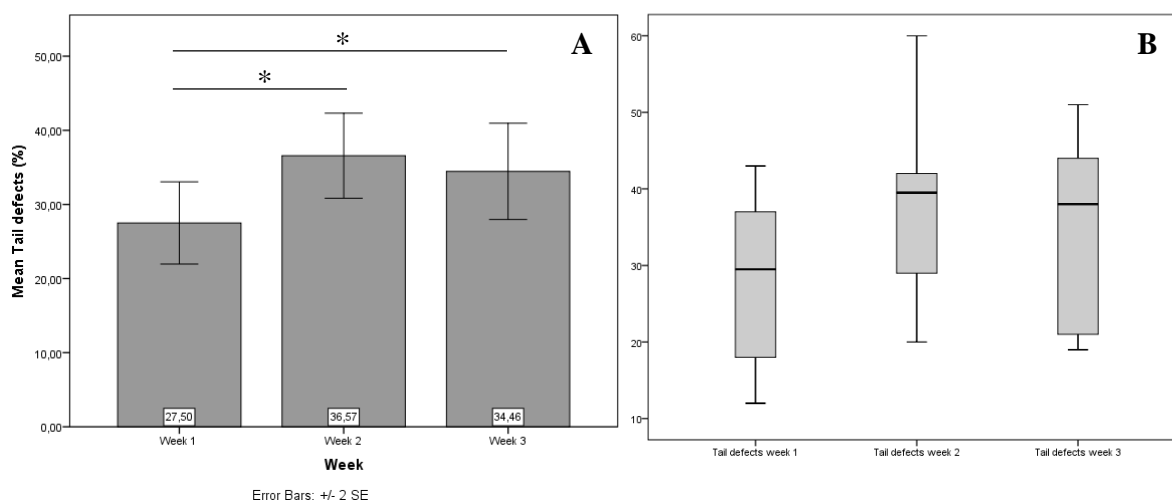 A
B
*
*
50,00
40,00
30,00
20,00
10,00
0,00
Mean Tail defects (%)
27,50
36,57
34,46
Week 1
Week 2
Week 3
Week
Error Bars: +/- 2 SE
60
50
40
30
20
10
Tail defects week 1
Tail defects week 2
Tail defects week 3